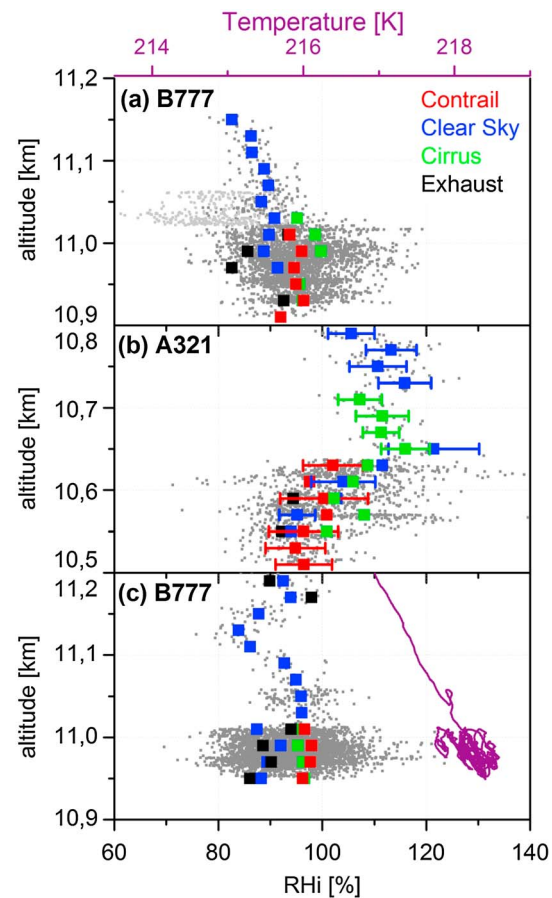 Temperature [K]
214 216 218
11,2
(a) B777
Contrail
Clear Sky
Cirrus
Exhaust
11,1
altitude [km]
11,0
10,9
10,8
(b) A321
10,7
altitude [km]
10,6
10,5
11,2
(c) B777
11,1
altitude [km]
11,0
10,9
60 80 100 120 140
RHi [%]